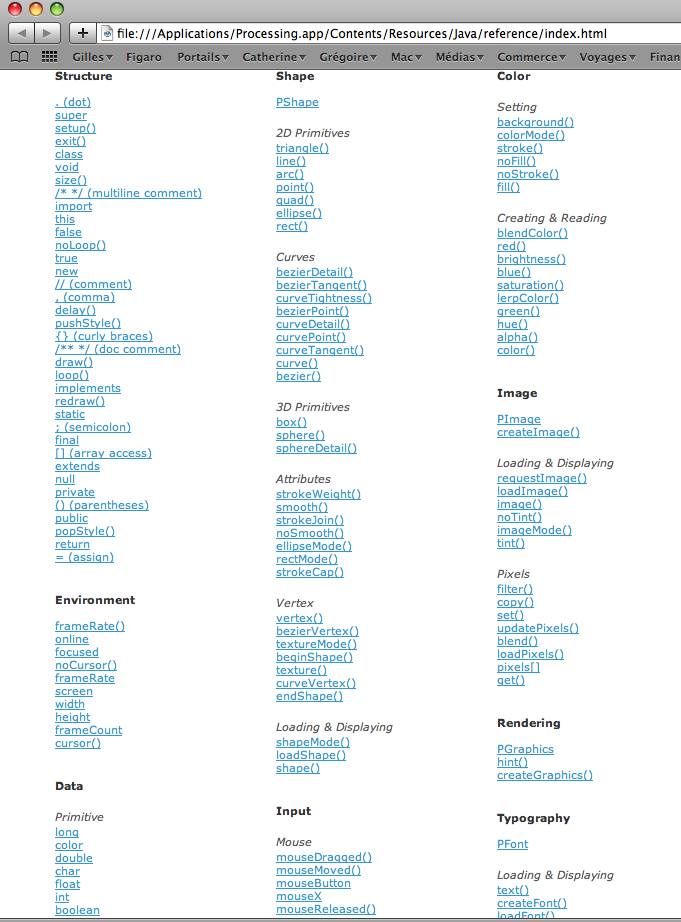 file:///Applications/Processing.app/Contents/Resources/Java/reference/index.html
Gilles Figaro Portails Catherine Grégoire Mac Médias Commerce Voyages Finan
Structure
. (dot)
super
setup()
exit()
class
void
size()
/* */ (multiline comment)
import
this
false
noLoop()
true
new
// (comment)
, (comma)
delay()
pushStyle()
{} (curly braces)
/** */ (doc comment)
draw()
loop()
implements
redraw()
static
; (semicolon)
final
[] (array access)
extends
null
private
() (parentheses)
public
popStyle()
return
= (assign)
Environment
frameRate()
online
focused
noCursor()
frameRate
screen
width
height
frameCount
cursor()
Data
Primitive
long
color
double
char
float
int
boolean
Shape
PShape
2D Primitives
triangle()
line()
arc()
point()
quad()
ellipse()
rect()
Curves
bezierDetail()
bezierTangent()
curveTightness()
bezierPoint()
curveDetail()
curvePoint()
curveTangent()
curve()
bezier()
3D Primitives
box()
sphere()
sphereDetail()
Attributes
strokeWeight()
smooth()
strokeJoin()
noSmooth()
ellipseMode()
rectMode()
strokeCap()
Vertex
vertex()
bezierVertex()
textureMode()
beginShape()
texture()
curveVertex()
endShape()
Loading & Displaying
shapeMode()
loadShape()
shape()
Input
Mouse
mouseDragged()
mouseMoved()
mouseButton
mouseX
mouseReleased()
Color
Setting
background()
colorMode()
stroke()
noFill()
noStroke()
fill()
Creating & Reading
blendColor()
red()
brightness()
blue()
saturation()
lerpColor()
green()
hue()
alpha()
color()
Image
PImage
createImage()
Loading & Displaying
requestImage()
loadImage()
image()
noTint()
imageMode()
tint()
Pixels
filter()
copy()
set()
updatePixels()
blend()
loadPixels()
pixels[]
get()
Rendering
PGraphics
hint()
createGraphics()
Typography
PFont
Loading & Displaying
text()
createFont()
loadFont()